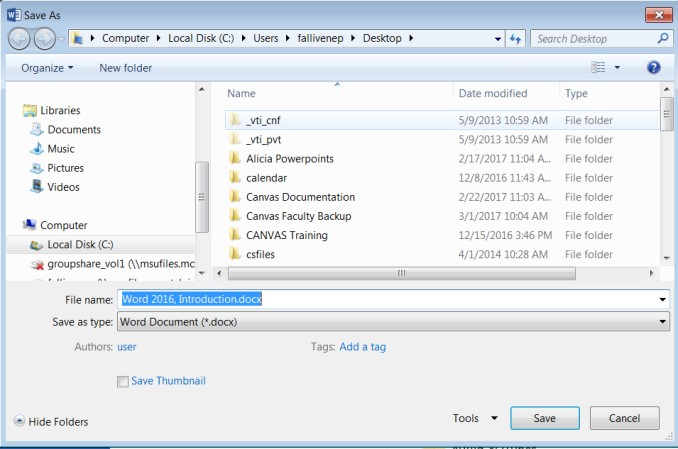 Save As
Computer Local Disk (C:) Users fallivenep Desktop
Search Desktop
Organize New folder
Name Date modified Type
Libraries
Documents
Music
Pictures
Videos
Computer
Local Disk (C:)
groupshare_vol1 (\\msufiles.mc
_vti_cnf 5/9/2013 10:59 AM File folder
_vti_pvt 5/9/2013 10:59 AM File folder
Alicia Powerpoints 2/17/2017 11:04 A... File folder
calendar 12/8/2016 11:43 A... File folder
Canvas Documentation 2/22/2017 11:03 A... File folder
Canvas Faculty Backup 3/1/2017 10:04 AM File folder
CANVAS Training 12/15/2016 3:46 PM File folder
csfiles 4/1/2014 10:28 AM File folder
File name: Word 2016, Introduction.docx
Save as type: Word Document (*.docx)
Authors: user Tags: Add a tag
Save Thumbnail
Hide Folders Tools Save Cancel